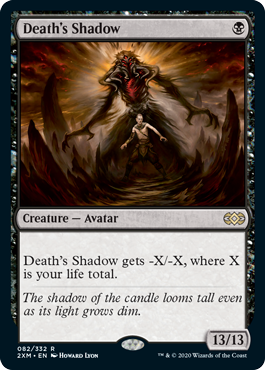 Death's Shadow
Creature — Avatar
Death's Shadow gets -X/-X, where X
is your life total.
The shadow of the candle looms tall even
as its light grows dim.
13/13
082/332 R
2XM • EN Howard Lyon
™ & © 2020 Wizards of the Coast